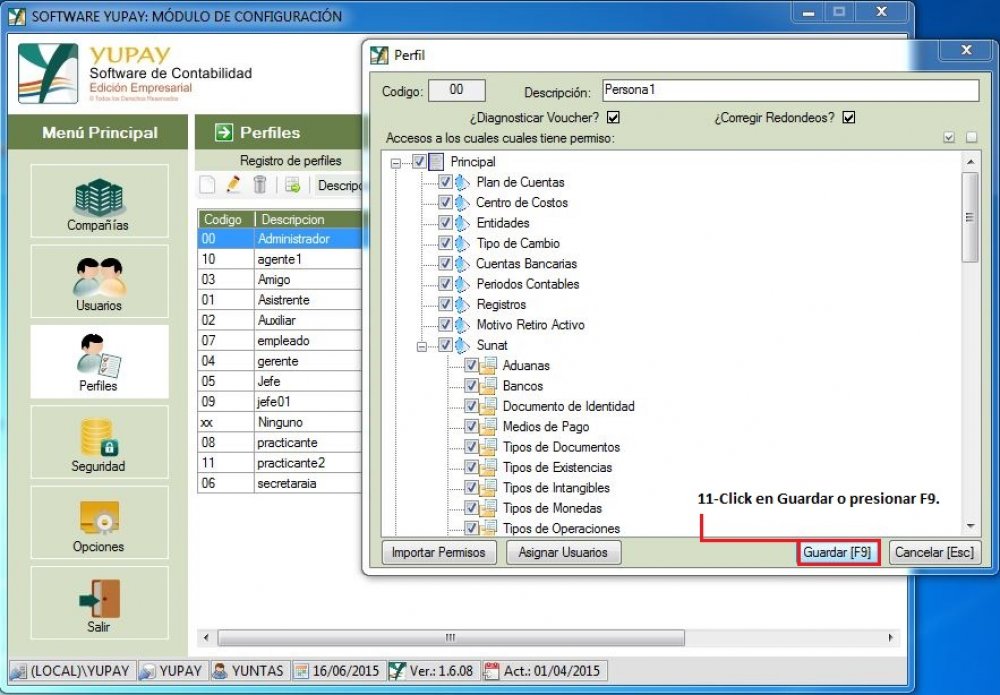 SOFTWARE YUPAY: MÓDULO DE CONFIGURACIÓN
YUPAY
Software de Contabilidad
Edición Empresarial
© Todos los Derechos Reservados
Menú Principal
Compañías
Usuarios
Perfiles
Seguridad
Opciones
Salir
Perfiles
Registro de perfiles
Descripc
Codigo Descripcion
00 Administrador
10 agente1
03 Amigo
01 Asistrente
02 Auxiliar
07 empleado
04 gerente
05 Jefe
09 jefe01
xx Ninguno
08 practicante
11 practicante2
06 secretaraia
Perfil
Codigo: 00 Descripción: Persona1
¿Diagnosticar Voucher? ¿Corregir Redondeos?
Accesos a los cuales cuales tiene permiso:
Principal
Plan de Cuentas
Centro de Costos
Entidades
Tipo de Cambio
Cuentas Bancarias
Periodos Contables
Registros
Motivo Retiro Activo
Sunat
Aduanas
Bancos
Documento de Identidad
Medios de Pago
Tipos de Documentos
Tipos de Existencias
Tipos de Intangibles
Tipos de Monedas
Tipos de Operaciones
11-Click en Guardar o presionar F9.
Importar Permisos Asignar Usuarios Guardar [F9] Cancelar [Esc]
(LOCAL)\YUPAY YUPAY YUNTAS 16/06/2015 Ver.: 1.6.08 Act.: 01/04/2015